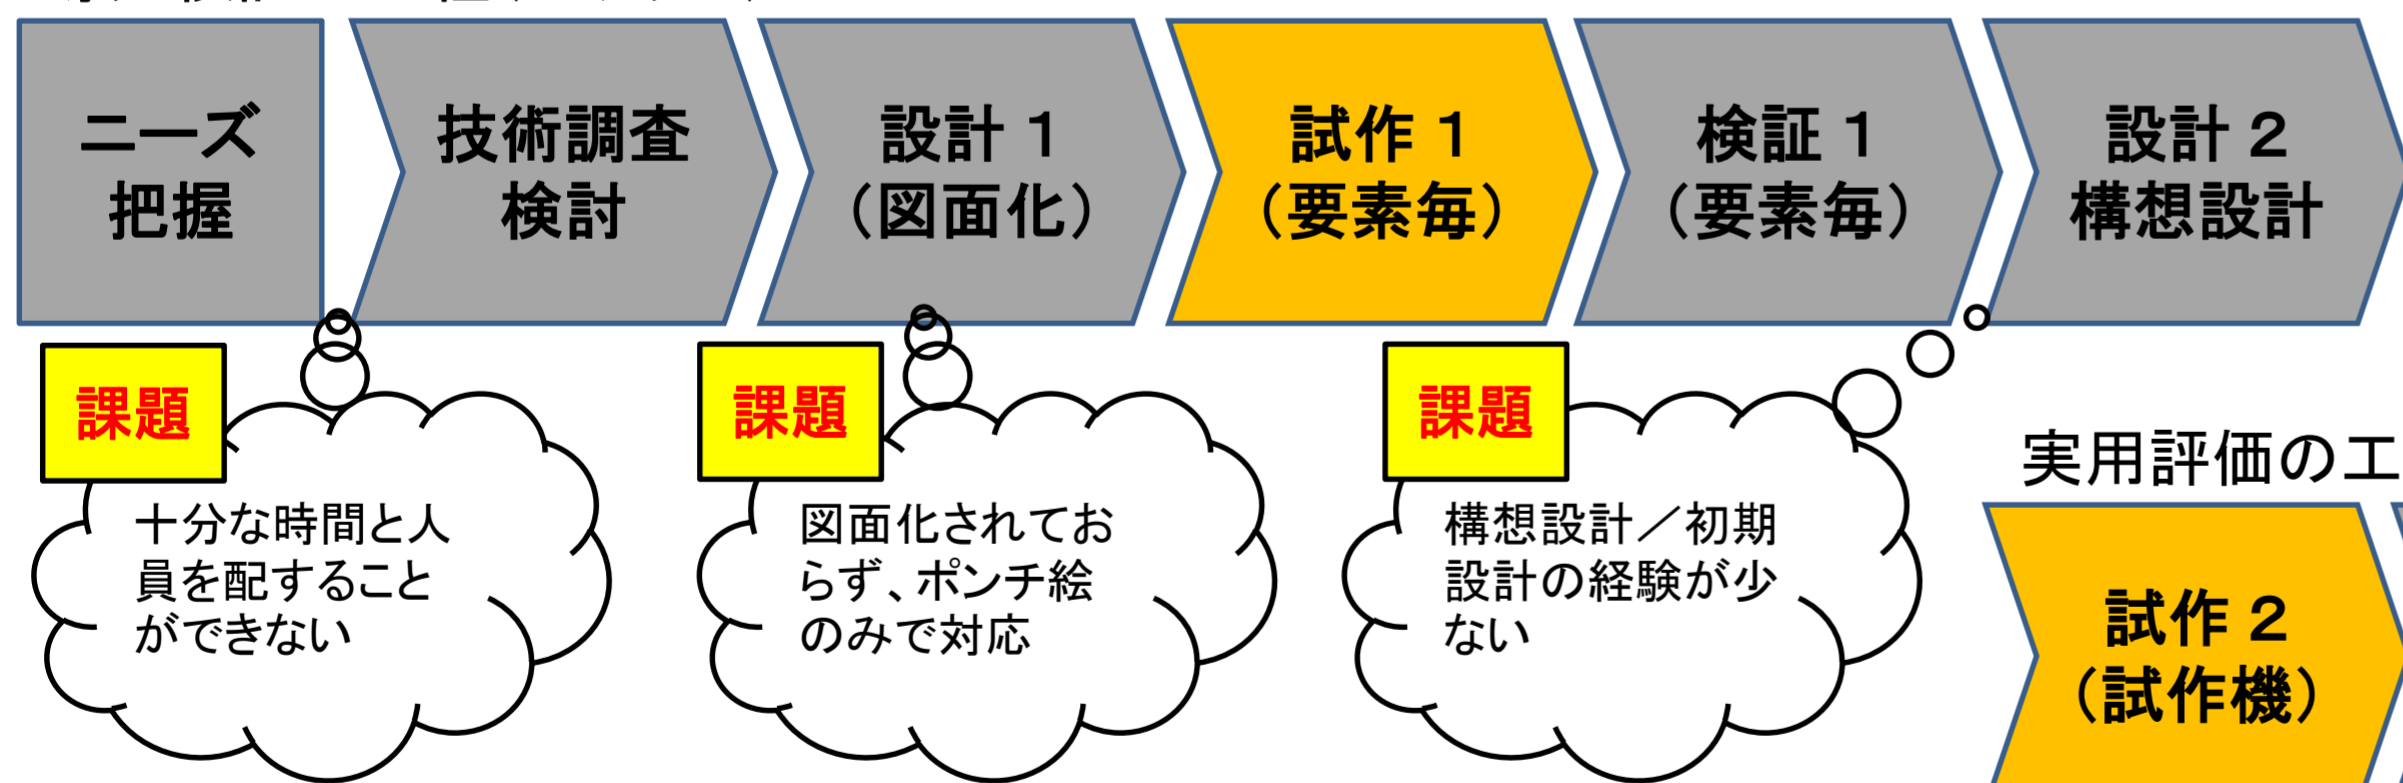 ニーズ
把握
技術調査
検討
設計１
（図面化）
試作１
（要素毎）
検証１
（要素毎）
設計２
構想設計
課題
十分な時間と人
員を配すること
ができない
課題
図面化されてお
らず、ポンチ絵
のみで対応
課題
構想設計／初期
設計の経験が少
ない
実用評価のエ
試作２
（試作機）